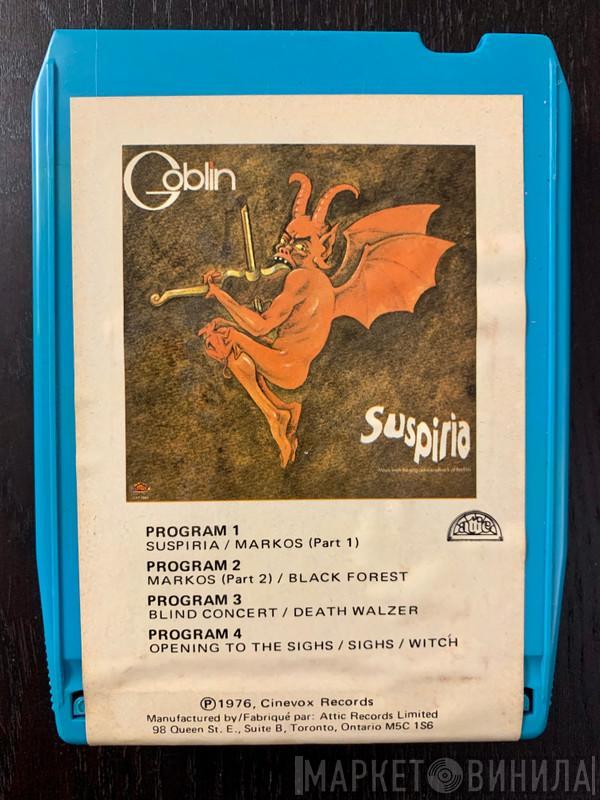 Goblin
Suspiria
attic
PROGRAM 1
SUSPIRIA / MARKOS (Part 1)
PROGRAM 2
MARKOS (Part 2) / BLACK FOREST
PROGRAM 3
BLIND CONCERT / DEATH WALZER
PROGRAM 4
OPENING TO THE SIGHS / SIGHS / WITCH
Ⓟ1976, Cinevox Records
Manufactured by/Fabriqué par: Attic Records Limited
98 Queen St. E., Suite B, Toronto, Ontario M5C 1S6
МАРКЕТ ВИНИЛА